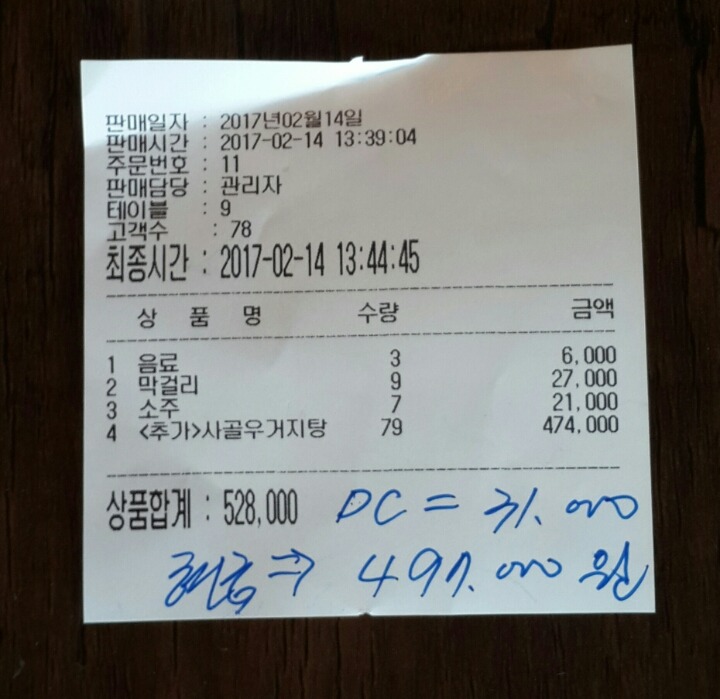 판매일자 : 2017년02월14일
판매시간 : 2017-02-14 13:39:04
주문번호 : 11
판매담당 : 관리자
테이블 : 9
고객수 : 78
최종시간 : 2017-02-14 13:44:45
상 품 명 수량 금액
1 음료 3 6,000
2 막걸리 9 27,000
3 소주 7 21,000
4 <추가>사골우거지탕 79 474,000
상품합계 : 528,000 DC = 31.000
현금 ⇒ 497.000 원